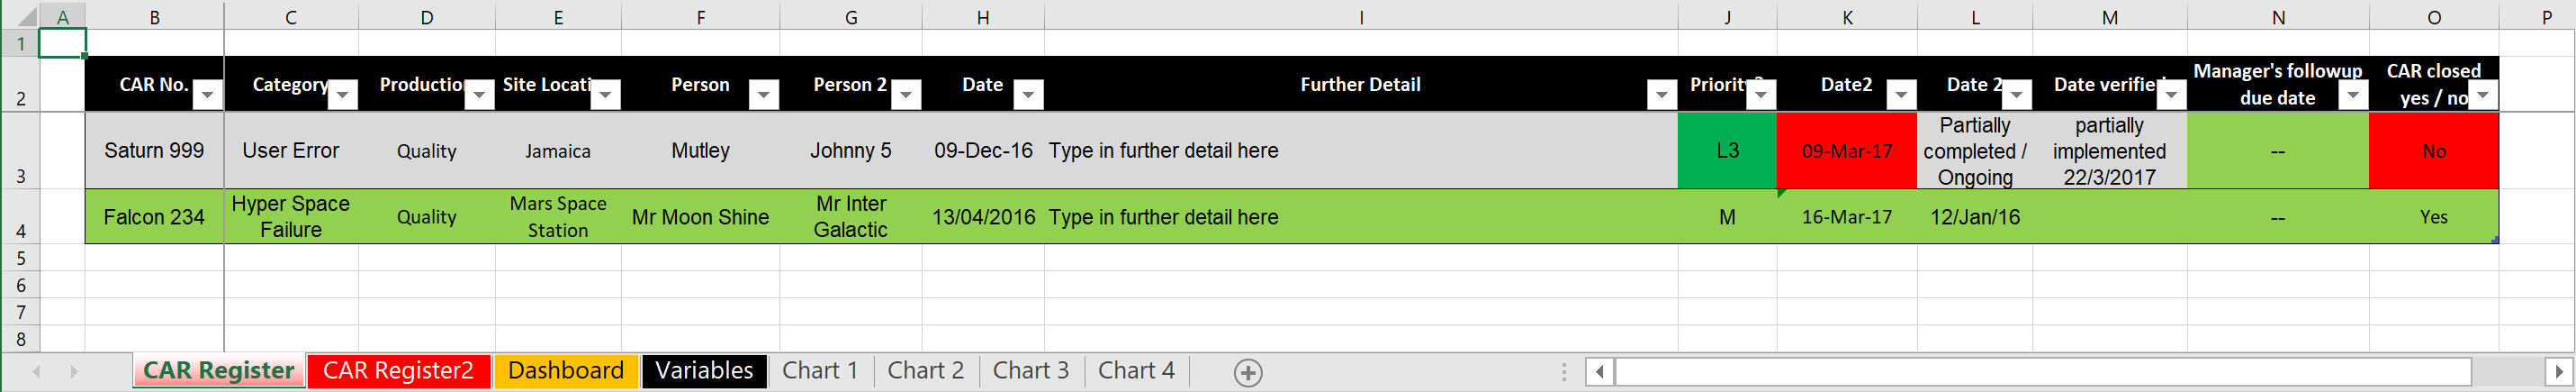 A B C D E F G H I J K L M N O P
1
2 CAR No. Category Productio Site Locati Person Person 2 Date Further Detail Priorit Date2 Date 2 Date verifie Manager's followup due date CAR closed yes / no
3 Saturn 999 User Error Quality Jamaica Mutley Johnny 5 09-Dec-16 Type in further detail here L3 09-Mar-17 Partially completed / Ongoing partially implemented 22/3/2017 -- No
4 Falcon 234 Hyper Space Failure Quality Mars Space Station Mr Moon Shine Mr Inter Galactic 13/04/2016 Type in further detail here M 16-Mar-17 12/Jan/16 -- Yes
5
6
7
8
CAR Register CAR Register2 Dashboard Variables Chart 1 Chart 2 Chart 3 Chart 4